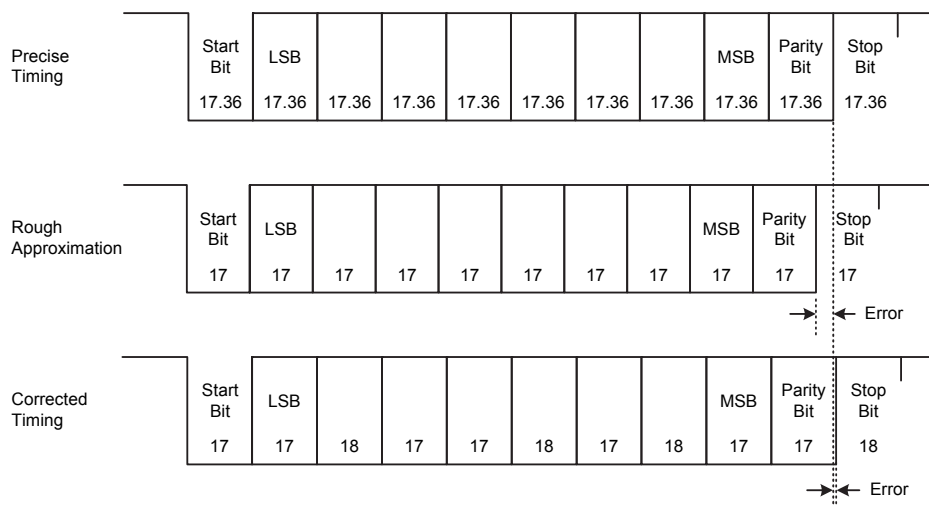 Precise
Timing
Start
Bit
LSB
MSB
Parity
Bit
Stop
Bit
17.36 17.36 17.36 17.36 17.36 17.36 17.36 17.36 17.36 17.36 17.36
Rough
Approximation
Start
Bit
LSB
MSB
Parity
Bit
Stop
Bit
17 17 17 17 17 17 17 17 17 17 17
Error
Corrected
Timing
Start
Bit
LSB
MSB
Parity
Bit
Stop
Bit
17 17 18 17 17 18 17 18 17 17 18
Error